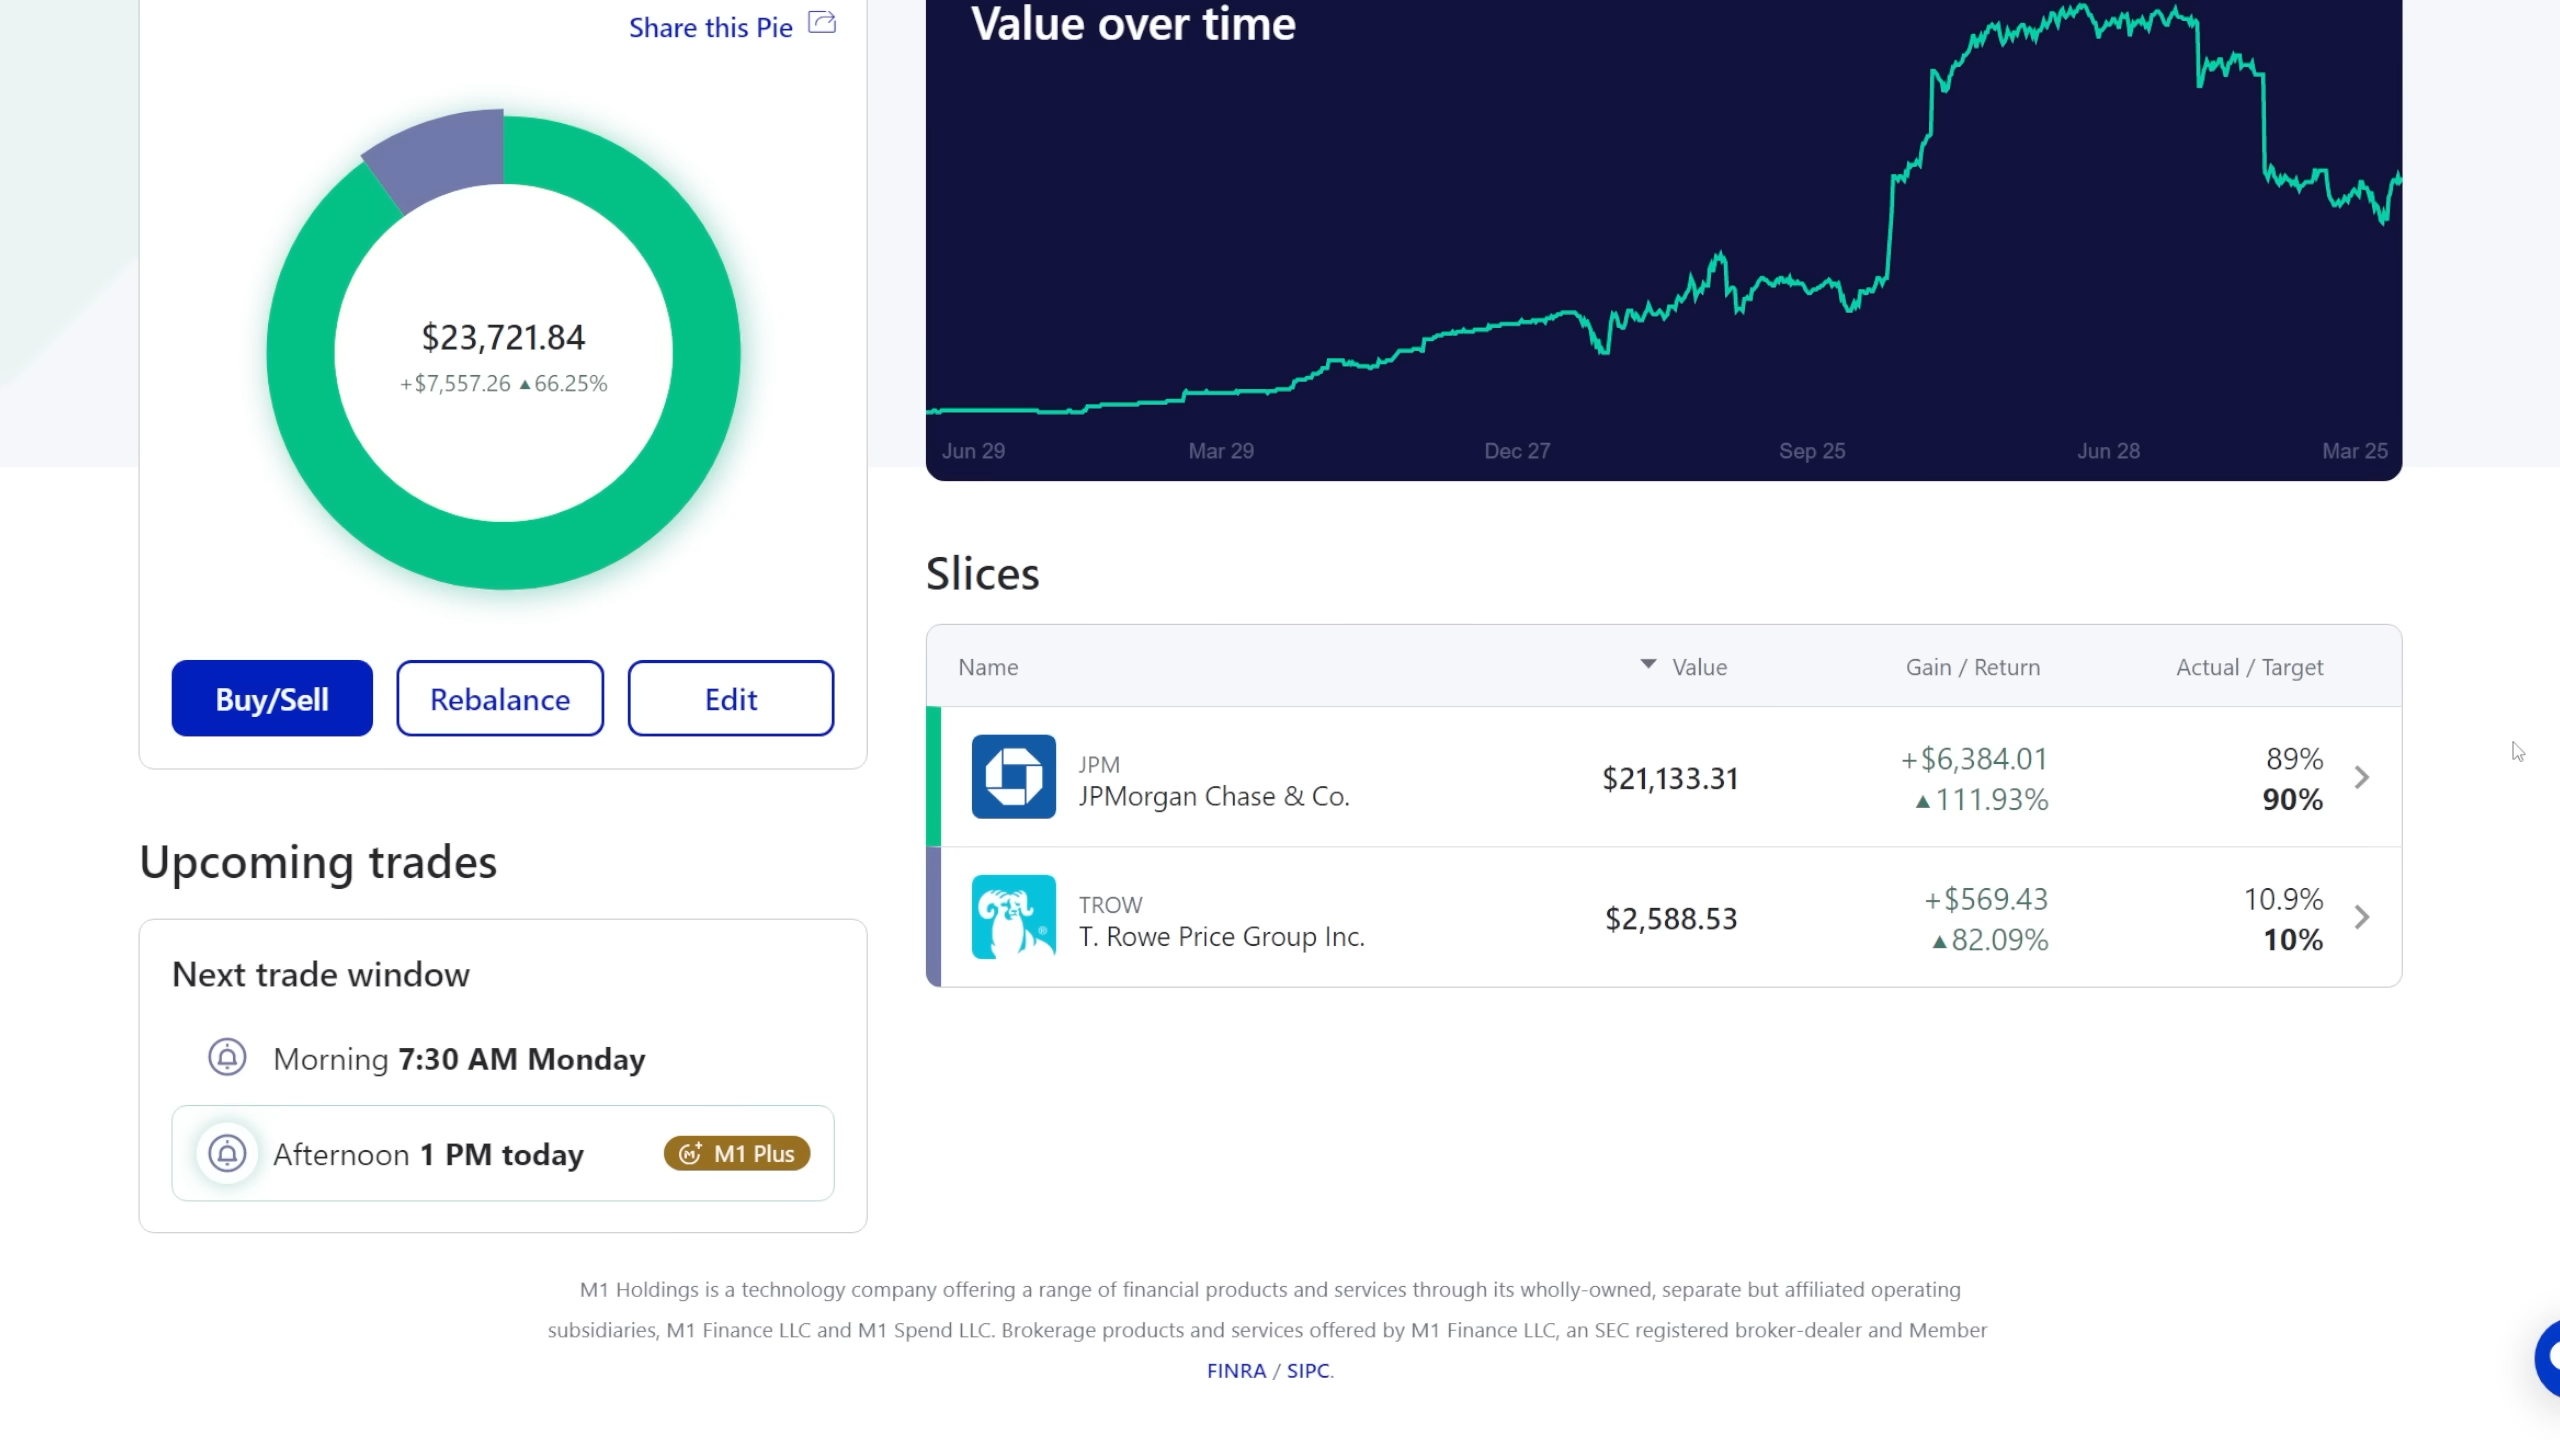 Share this Pie
$23,721.84
+$7,557.26 ▲66.25%
Buy/Sell
Rebalance
Edit
Upcoming trades
Next trade window
Morning 7:30 AM Monday
Afternoon 1 PM today
M1 Plus
Value over time
Jun 29 Mar 29 Dec 27 Sep 25 Jun 28 Mar 25
Slices
Name ▼ Value Gain / Return Actual / Target
JPM
JPMorgan Chase & Co.
$21,133.31
+$6,384.01
▲111.93%
89%
90%
TROW
T. Rowe Price Group Inc.
$2,588.53
+$569.43
▲82.09%
10.9%
10%
M1 Holdings is a technology company offering a range of financial products and services through its wholly-owned, separate but affiliated operating
subsidiaries, M1 Finance LLC and M1 Spend LLC. Brokerage products and services offered by M1 Finance LLC, an SEC registered broker-dealer and Member
FINRA / SIPC.